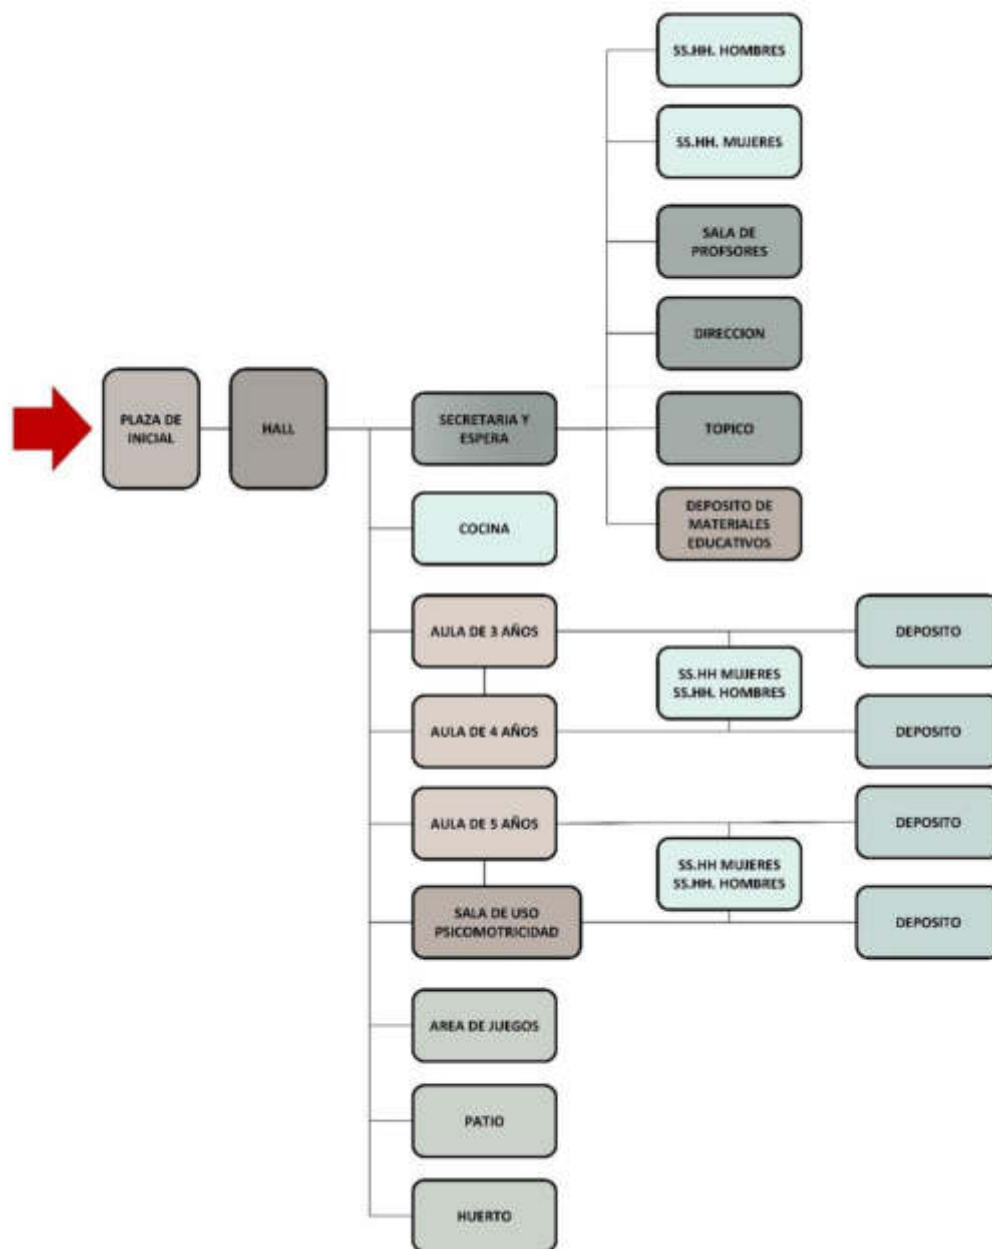 SS.HH. HOMBRES
SS.HH. MUJERES
SALA DE
PROFSORES
DIRECCION
PLAZA DE
INICIAL
HALL
SECRETARIA Y
ESPERA
TOPICO
DEPOSITO DE
MATERIALES
EDUCATIVOS
COCINA
AULA DE 3 AÑOS
DEPOSITO
SS.HH MUJERES
SS.HH. HOMBRES
AULA DE 4 AÑOS
DEPOSITO
AULA DE 5 AÑOS
DEPOSITO
SS.HH MUJERES
SS.HH. HOMBRES
SALA DE USO
PSICOMOTRICIDAD
DEPOSITO
AREA DE JUEGOS
PATIO
HUERTO